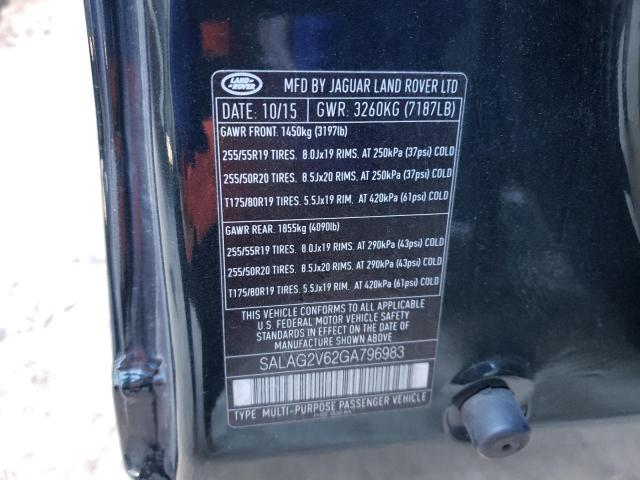 LAND ROVER
MFD BY JAGUAR LAND ROVER LTD
DATE: 10/15 GWR: 3260KG (7187LB)
GAWR FRONT: 1450kg (3197lb)
255/55R19 TIRES. 8.0Jx19 RIMS. AT 250kPa (37psi) COLD
255/50R20 TIRES. 8.5Jx20 RIMS. AT 250kPa (37psi) COLD
T175/80R19 TIRES. 5.5Jx19 RIM. AT 420kPa (61psi) COLD
GAWR REAR. 1855kg (4090lb)
255/55R19 TIRES. 8.0Jx19 RIMS. AT 290kPa (43psi) COLD
255/50R20 TIRES. 8.5Jx20 RIMS. AT 290kPa (43psi) COLD
T175/80R19 TIRES. 5.5Jx19 RIM. AT 420kPa (61psi) COLD
THIS VEHICLE CONFORMS TO ALL APPLICABLE
U.S. FEDERAL MOTOR VEHICLE SAFETY
STANDARDS IN EFFECT ON THE DATE OF
MANUFACTURE SHOWN ABOVE
SALAG2V62GA796983
TYPE MULTI-PURPOSE PASSENGER VEHICLE